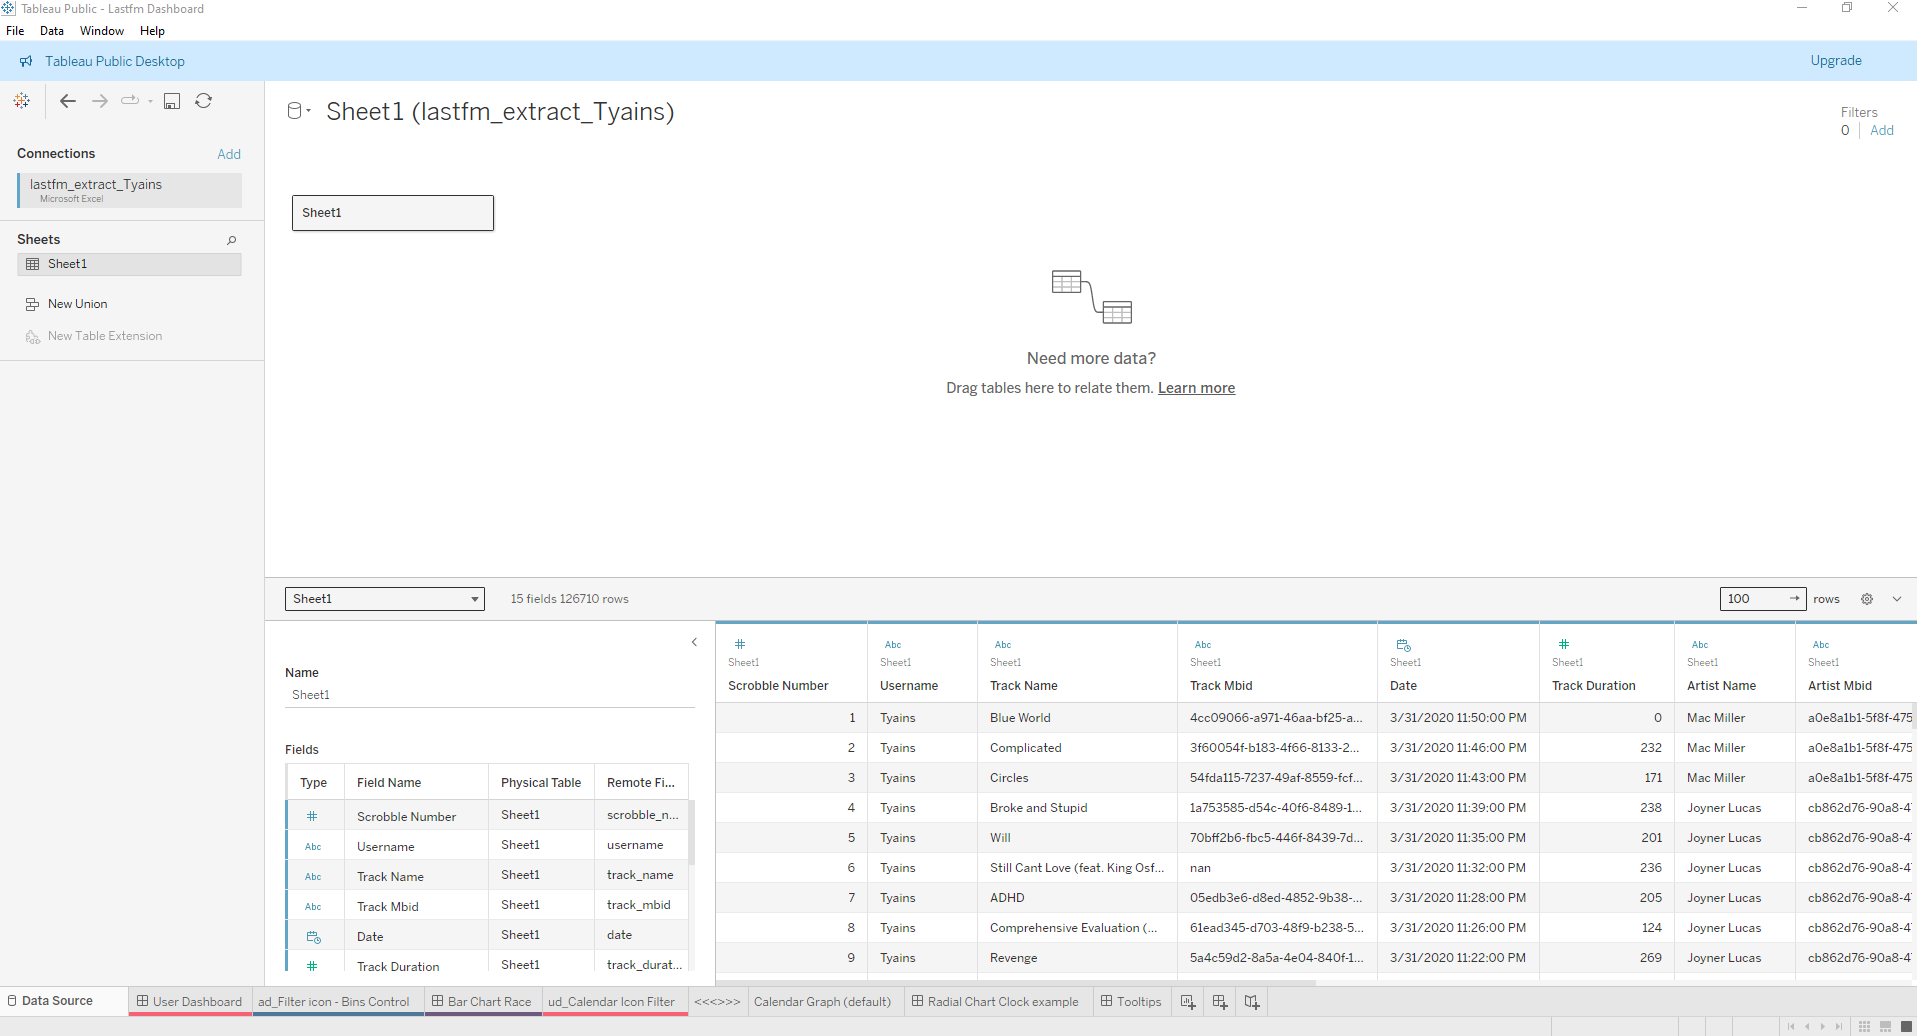 Tableau Public - Lastfm Dashboard
File Data Window Help
Tableau Public Desktop Upgrade
Connections Add
lastfm_extract_Tyains
Microsoft Excel
Sheets
Sheet1
New Union
New Table Extension
Sheet1 (lastfm_extract_Tyains)
Filters
0 Add
Sheet1
Need more data?
Drag tables here to relate them. Learn more
Sheet1 15 fields 126710 rows 100 → rows
Name
Sheet1
Fields
Type Field Name Physical Table Remote Fi...
# Scrobble Number Sheet1 scrobble_n...
Abc Username Sheet1 username
Abc Track Name Sheet1 track_name
Abc Track Mbid Sheet1 track_mbid
Date Sheet1 date
# Track Duration Sheet1 track_durat...
# Abc Abc Abc # Abc Abc
Sheet1 Sheet1 Sheet1 Sheet1 Sheet1 Sheet1 Sheet1 Sheet1
Scrobble Number Username Track Name Track Mbid Date Track Duration Artist Name Artist Mbid
1 Tyains Blue World 4cc09066-a971-46aa-bf25-a... 3/31/2020 11:50:00 PM 0 Mac Miller a0e8a1b1-5f8f-475
2 Tyains Complicated 3f60054f-b183-4f66-8133-2... 3/31/2020 11:46:00 PM 232 Mac Miller a0e8a1b1-5f8f-475
3 Tyains Circles 54fda115-7237-49af-8559-fcf... 3/31/2020 11:43:00 PM 171 Mac Miller a0e8a1b1-5f8f-475
4 Tyains Broke and Stupid 1a753585-d54c-40f6-8489-1... 3/31/2020 11:39:00 PM 238 Joyner Lucas cb862d76-90a8-4
5 Tyains Will 70bff2b6-fbc5-446f-8439-7d... 3/31/2020 11:35:00 PM 201 Joyner Lucas cb862d76-90a8-4
6 Tyains Still Cant Love (feat. King Osf... nan 3/31/2020 11:32:00 PM 236 Joyner Lucas cb862d76-90a8-4
7 Tyains ADHD 05edb3e6-d8ed-4852-9b38-... 3/31/2020 11:28:00 PM 205 Joyner Lucas cb862d76-90a8-4
8 Tyains Comprehensive Evaluation (... 61ead345-d703-48f9-b238-5... 3/31/2020 11:26:00 PM 124 Joyner Lucas cb862d76-90a8-4
9 Tyains Revenge 5a4c59d2-8a5a-4e04-840f-1... 3/31/2020 11:22:00 PM 269 Joyner Lucas cb862d76-90a8-4
Data Source User Dashboard ad_Filter icon - Bins Control Bar Chart Race ud_Calendar Icon Filter <<<>>> Calendar Graph (default) Radial Chart Clock example Tooltips